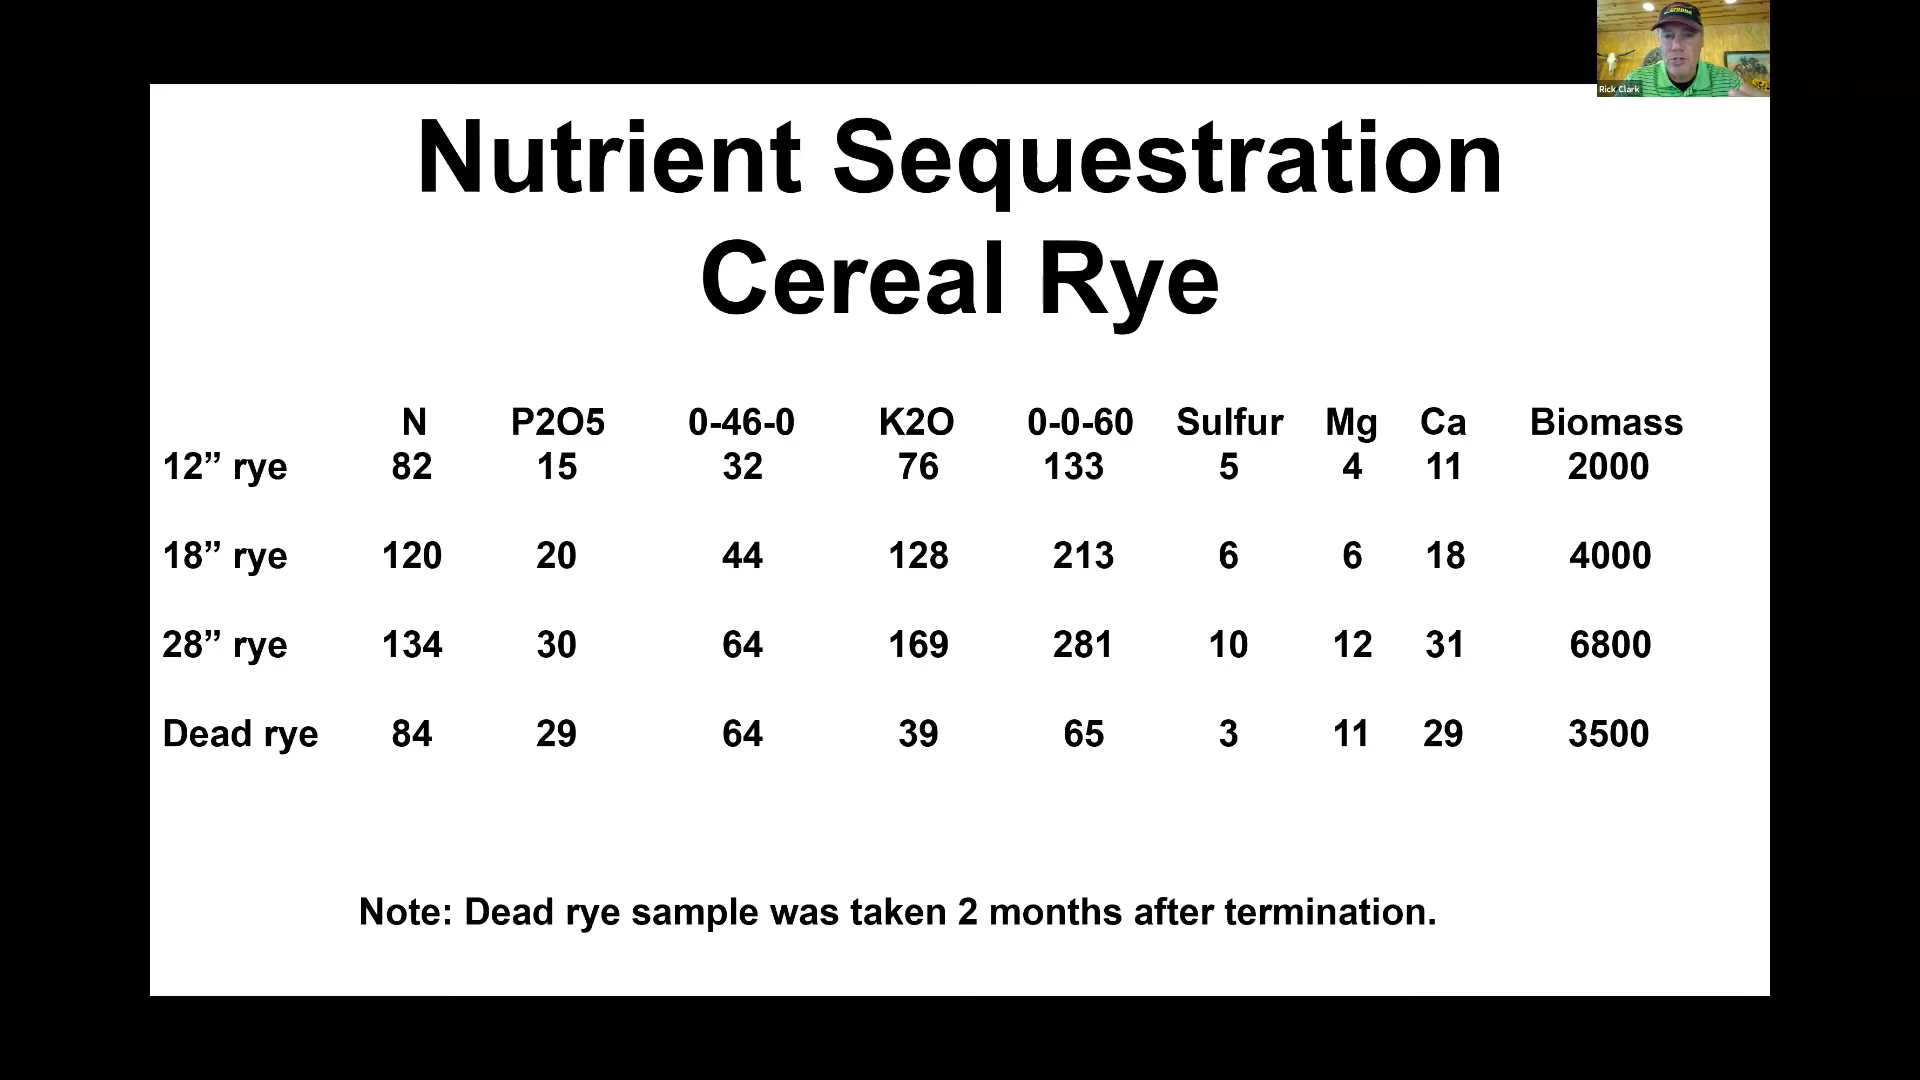 Rick Clark
Nutrient Sequestration
Cereal Rye
N P2O5 0-46-0 K2O 0-0-60 Sulfur Mg Ca Biomass
12” rye 82 15 32 76 133 5 4 11 2000
18” rye 120 20 44 128 213 6 6 18 4000
28” rye 134 30 64 169 281 10 12 31 6800
Dead rye 84 29 64 39 65 3 11 29 3500
Note: Dead rye sample was taken 2 months after termination.